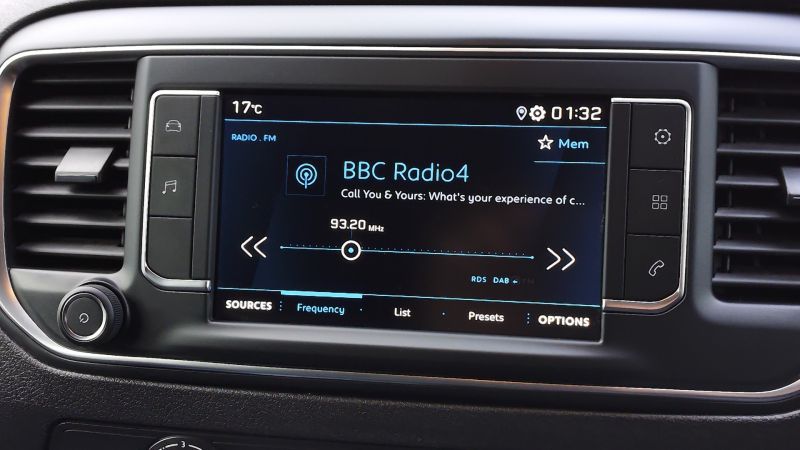 17°C
01:32
RADIO . FM
Mem
BBC Radio4
Call You & Yours: What's your experience of c...
93.20 MHz
RDS DAB
SOURCES
Frequency
List
Presets
OPTIONS
3